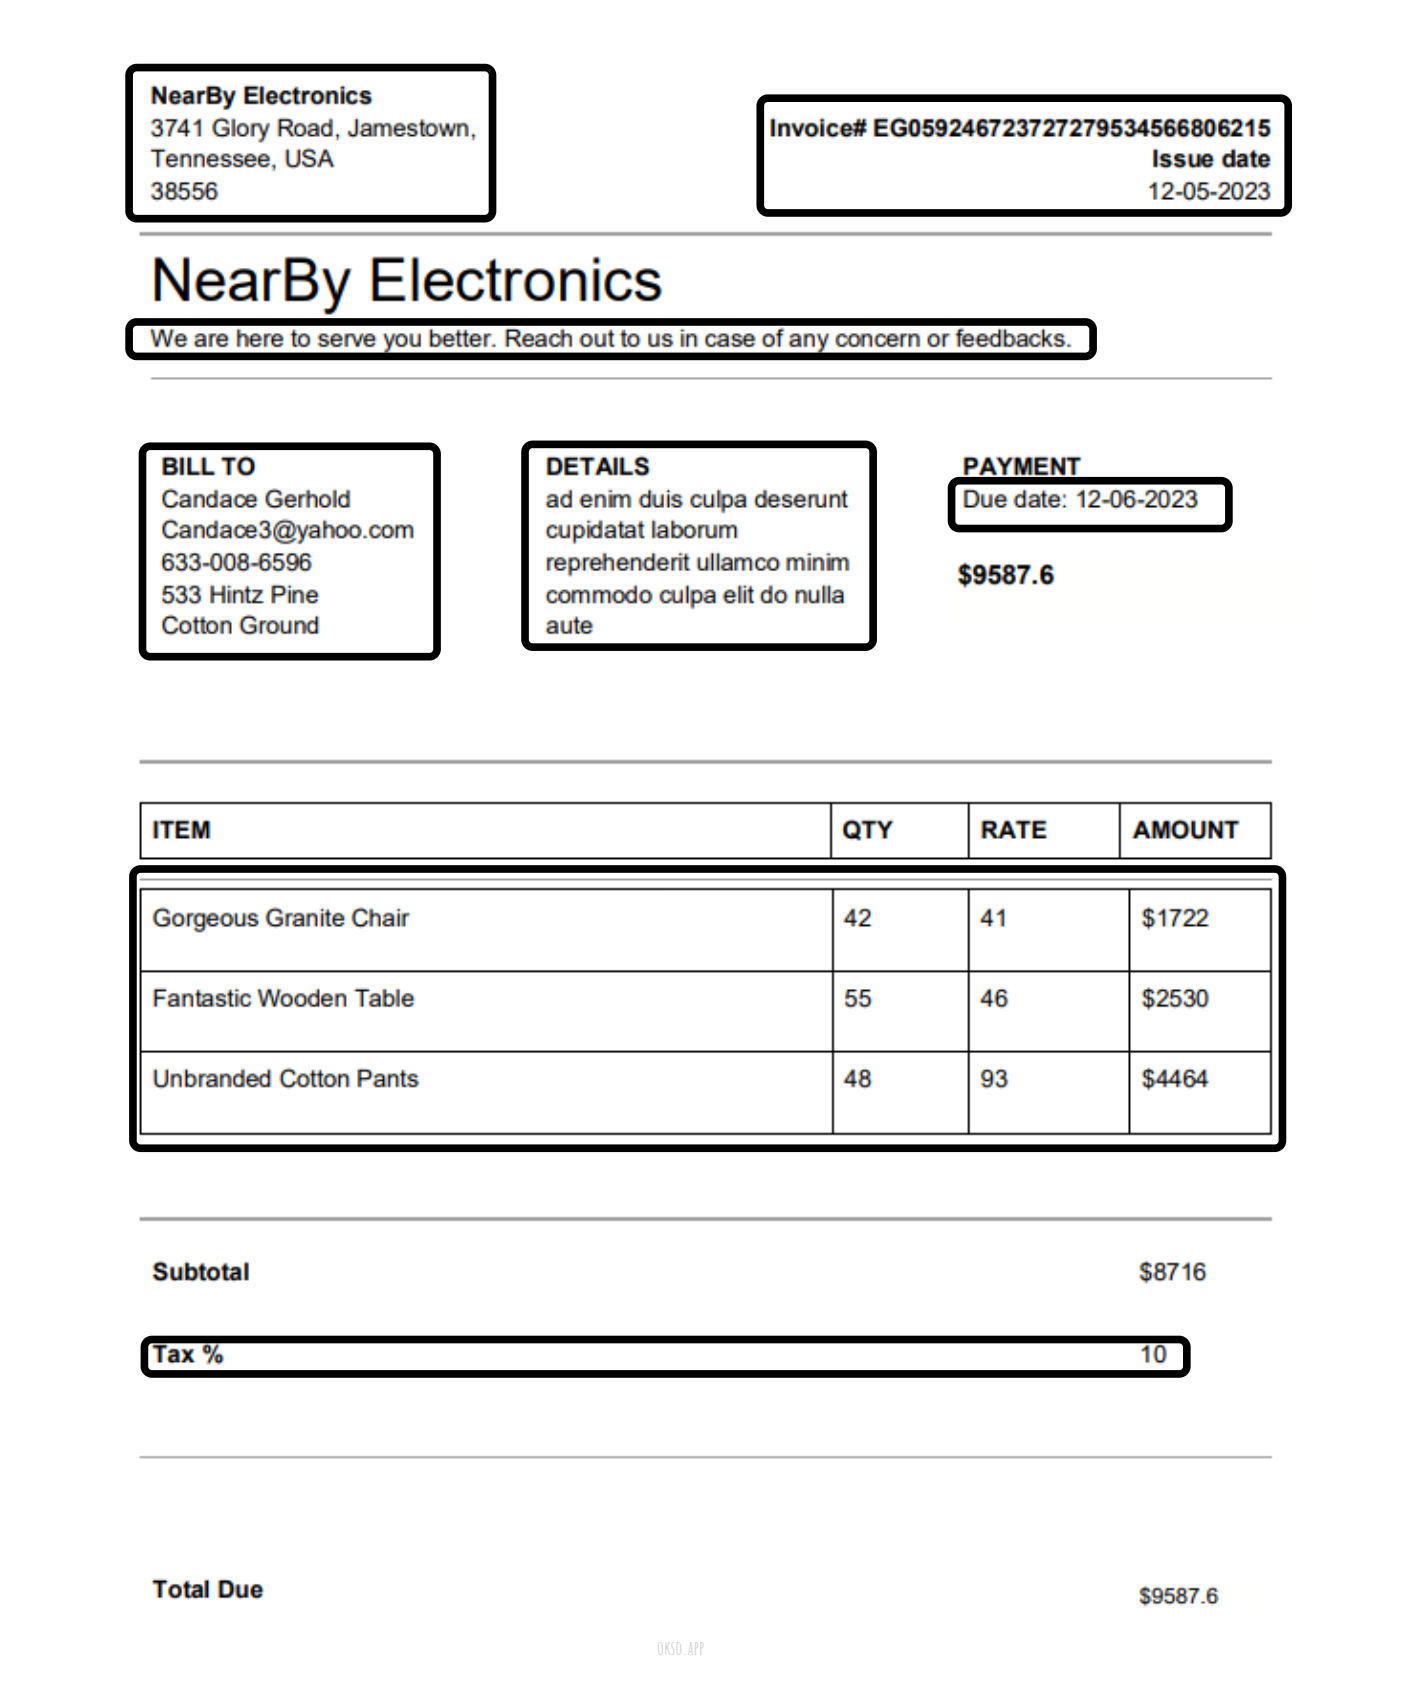 NearBy Electronics
3741 Glory Road, Jamestown,
Tennessee, USA
38556
Invoice# EG05924672372727953456 6806215
Issue date
12-05-2023
NearBy Electronics
We are here to serve you better. Reach out to us in case of any concern or feedbacks.
BILL TO
Candace Gerhold
Candace3@yahoo.com
633-008-6596
533 Hintz Pine
Cotton Ground
DETAILS
ad enim duis culpa deserunt
cupidatat laborum
reprehenderit ullamco minim
commodo culpa elit do nulla
aute
PAYMENT
Due date: 12-06-2023
$9587.6
ITEM QTY RATE AMOUNT
Gorgeous Granite Chair 42 41 $1722
Fantastic Wooden Table 55 46 $2530
Unbranded Cotton Pants 48 93 $4464
Subtotal $8716
Tax % 10
Total Due $9587.6
OKSO.APP